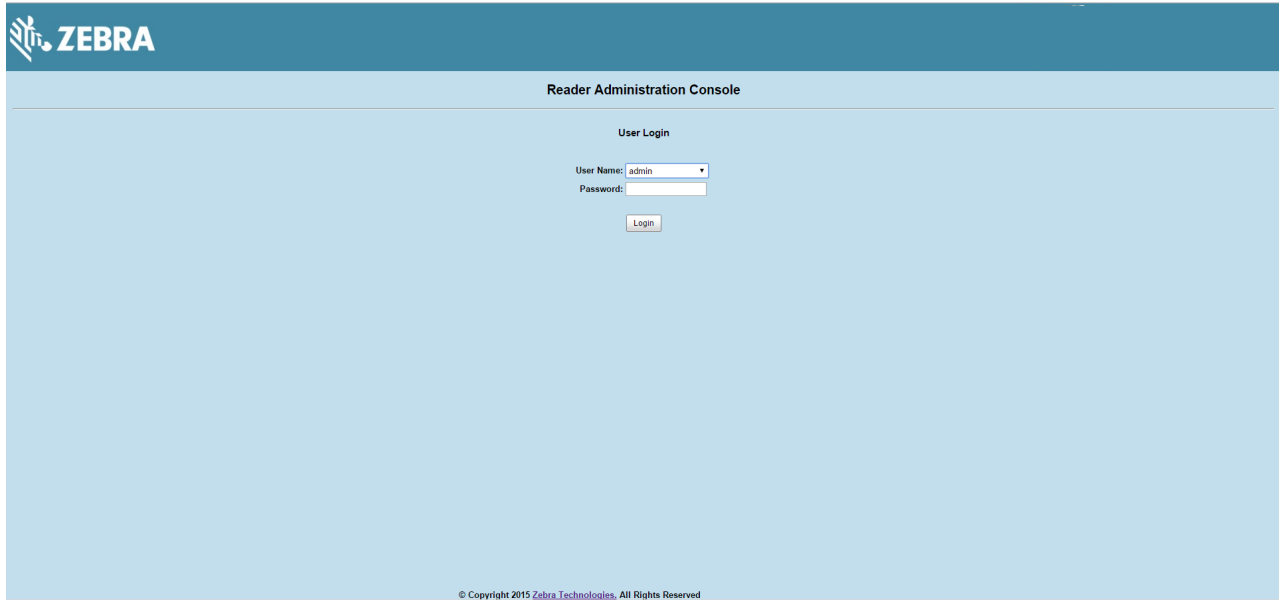 ZEBRA
Reader Administration Console
User Login
User Name: admin
Password:
Login
© Copyright 2015 Zebra Technologies, All Rights Reserved